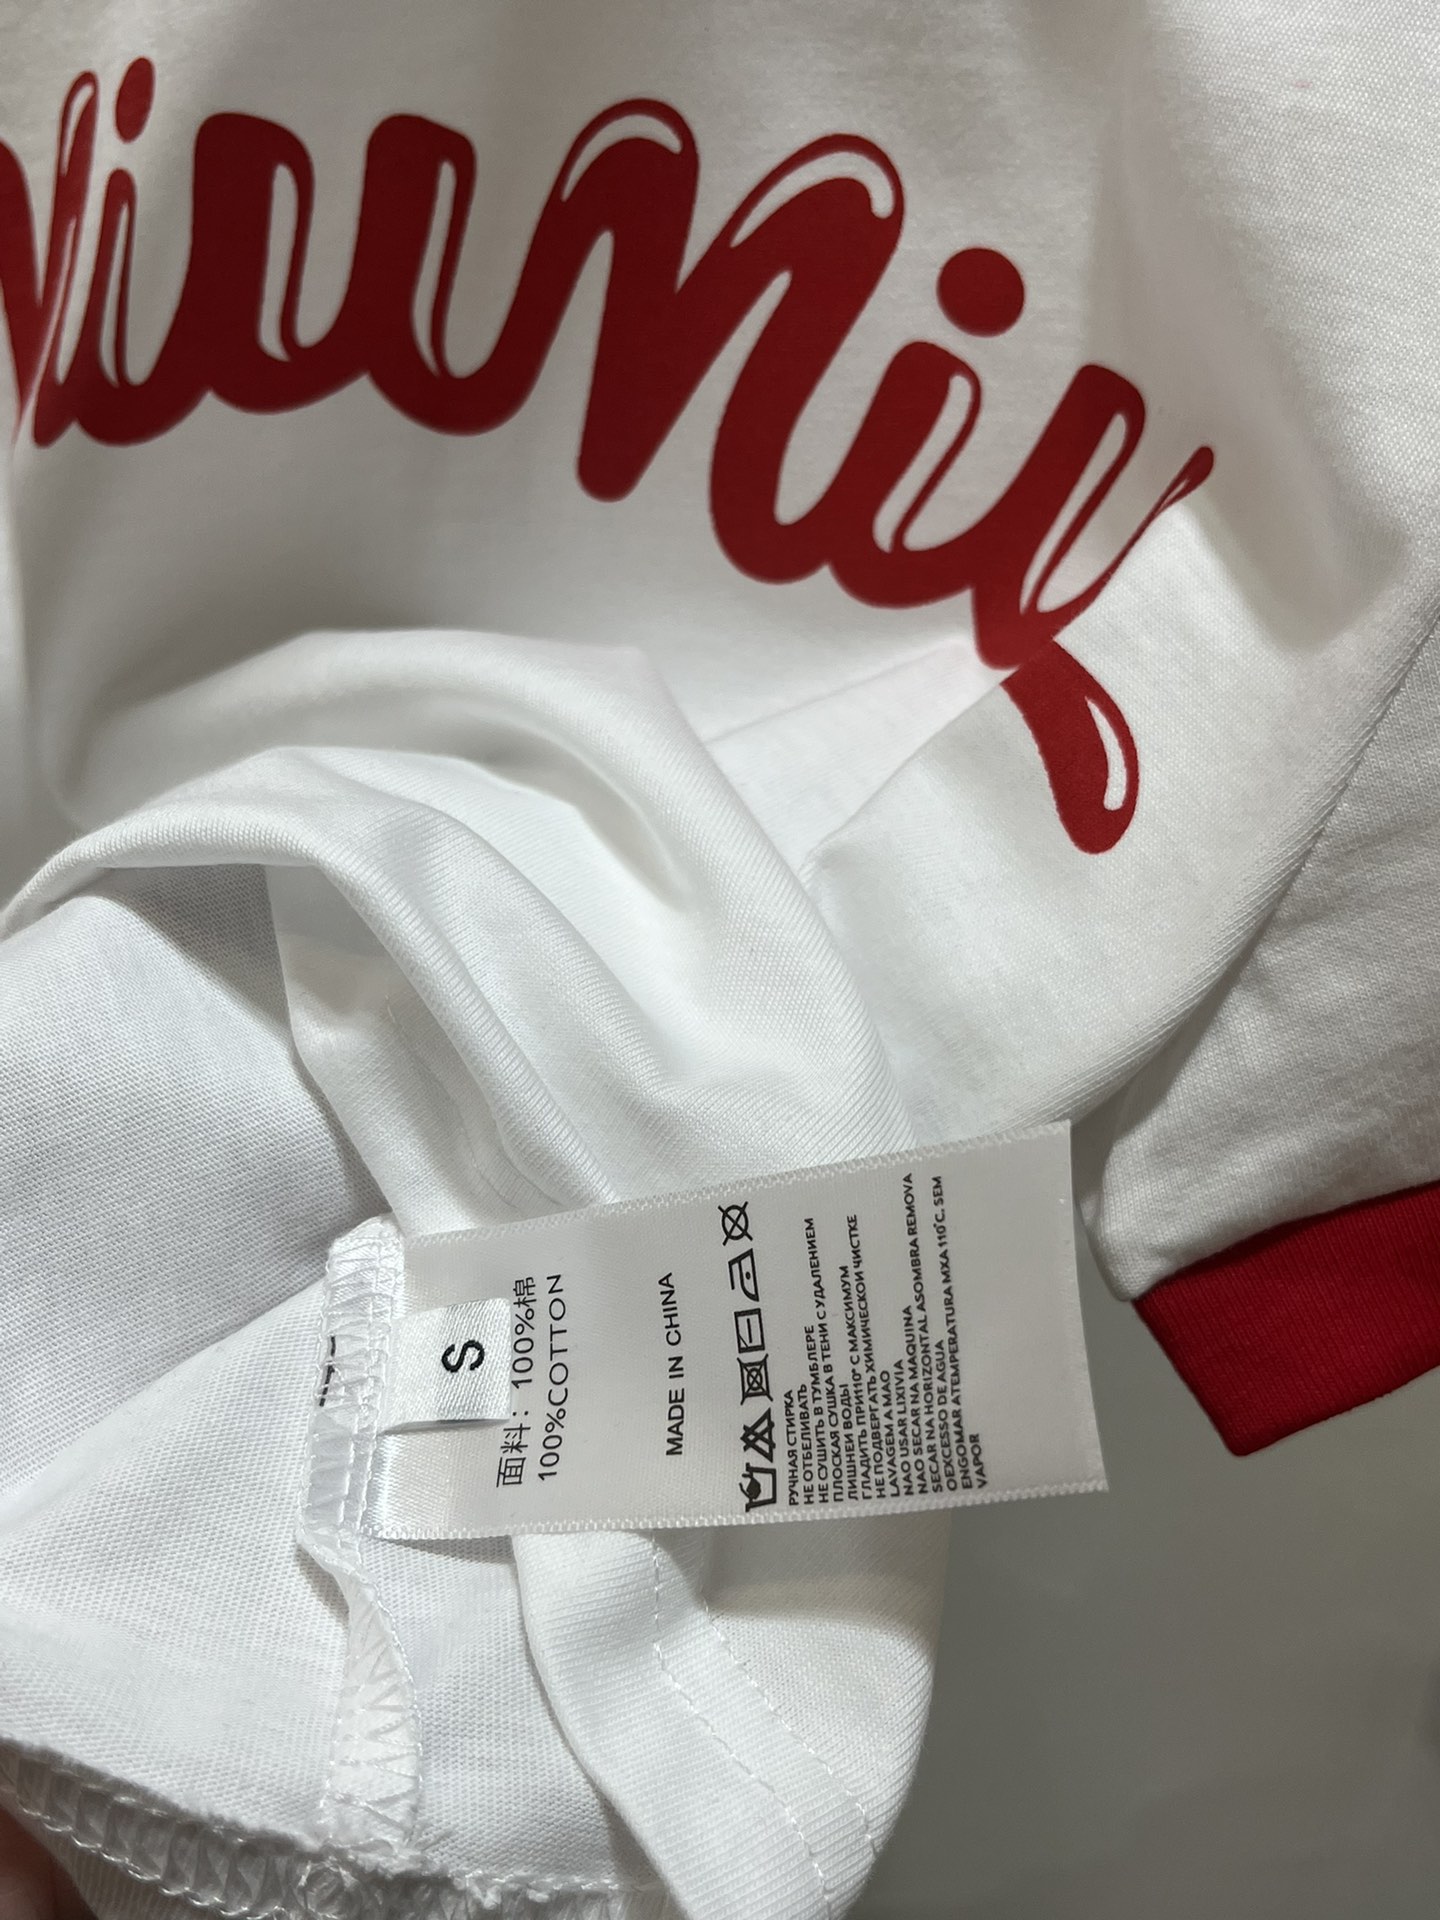 MiuMiu
S
面料：100%棉
100%COTTON
MADE IN CHINA
РУЧНАЯ СТИРКА
НЕ ОТБЕЛИВАТЬ
НЕ СУШИТЬ В ТУМБЛЕРЕ
ПЛОСКАЯ СУШКА В ТЕНИ С УДАЛЕНИЕМ
ЛИШНЕЙ ВОДЫ
ГЛАДИТЬ ПРИ110° С МАКСИМУМ
НЕ ПОДВЕРГАТЬ ХИМИЧЕСКОИ ЧИСТКЕ
LAVAGEM A MAO
NAO USAR LIXIVIA
NAO SECAR NA MAQUINA
SECAR NA HORIZONTAL ASOMBRA REMOVA
OEXCESSO DE AGUA
ENGOMAR ATEMPERATURA MXA 110°C. SEM
VAPOR